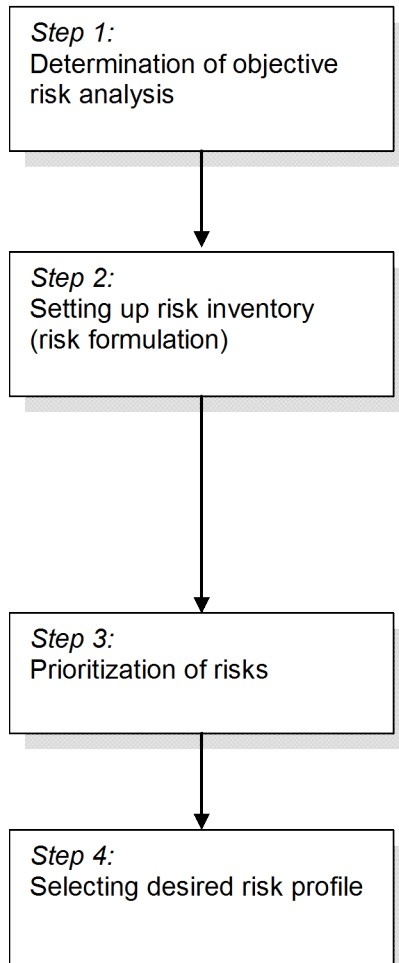 Step 1:
Determination of objective
risk analysis
Step 2:
Setting up risk inventory
(risk formulation)
Step 3:
Prioritization of risks
Step 4:
Selecting desired risk profile